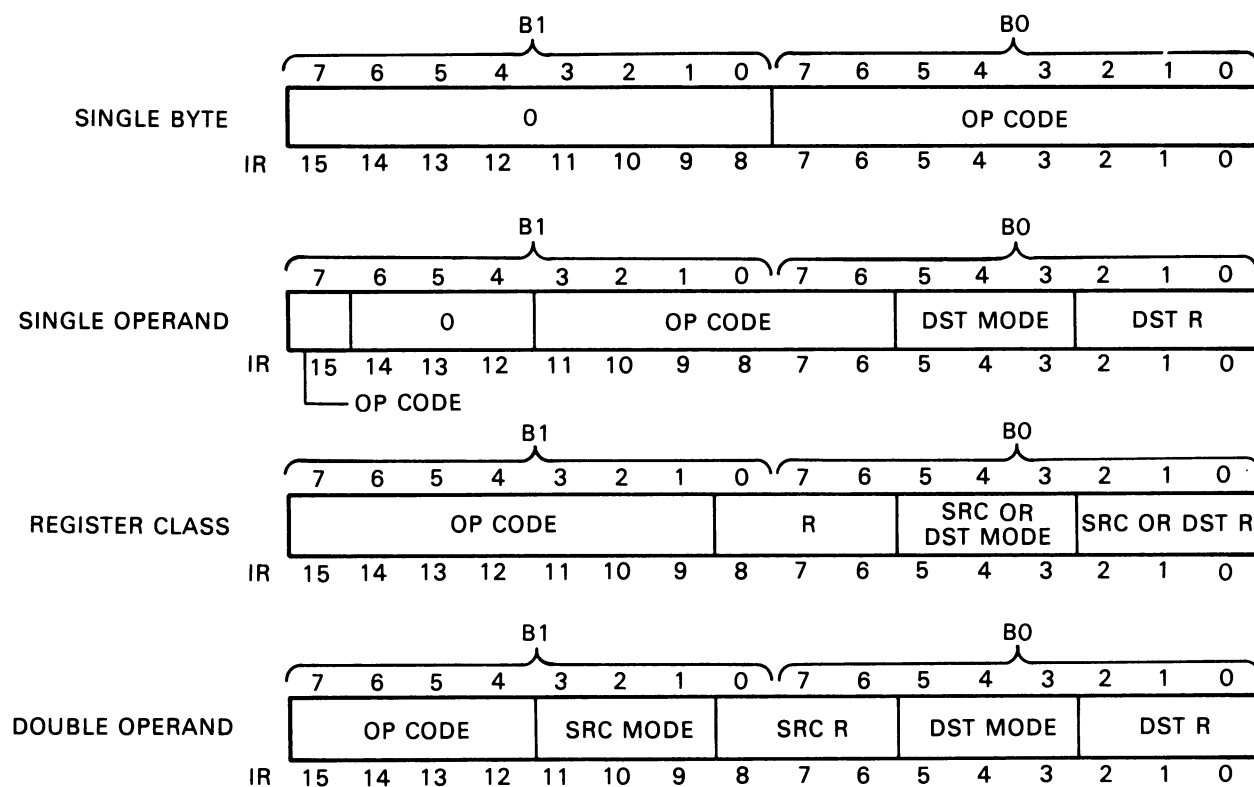 B1 B0
7 6 5 4 3 2 1 0 7 6 5 4 3 2 1 0
SINGLE BYTE 0 OP CODE
IR 15 14 13 12 11 10 9 8 7 6 5 4 3 2 1 0
B1 B0
7 6 5 4 3 2 1 0 7 6 5 4 3 2 1 0
SINGLE OPERAND 0 OP CODE DST MODE DST R
IR 15 14 13 12 11 10 9 8 7 6 5 4 3 2 1 0
OP CODE
B1 B0
7 6 5 4 3 2 1 0 7 6 5 4 3 2 1 0
REGISTER CLASS OP CODE R SRC OR DST MODE SRC OR DST R
IR 15 14 13 12 11 10 9 8 7 6 5 4 3 2 1 0
B1 B0
7 6 5 4 3 2 1 0 7 6 5 4 3 2 1 0
DOUBLE OPERAND OP CODE SRC MODE SRC R DST MODE DST R
IR 15 14 13 12 11 10 9 8 7 6 5 4 3 2 1 0